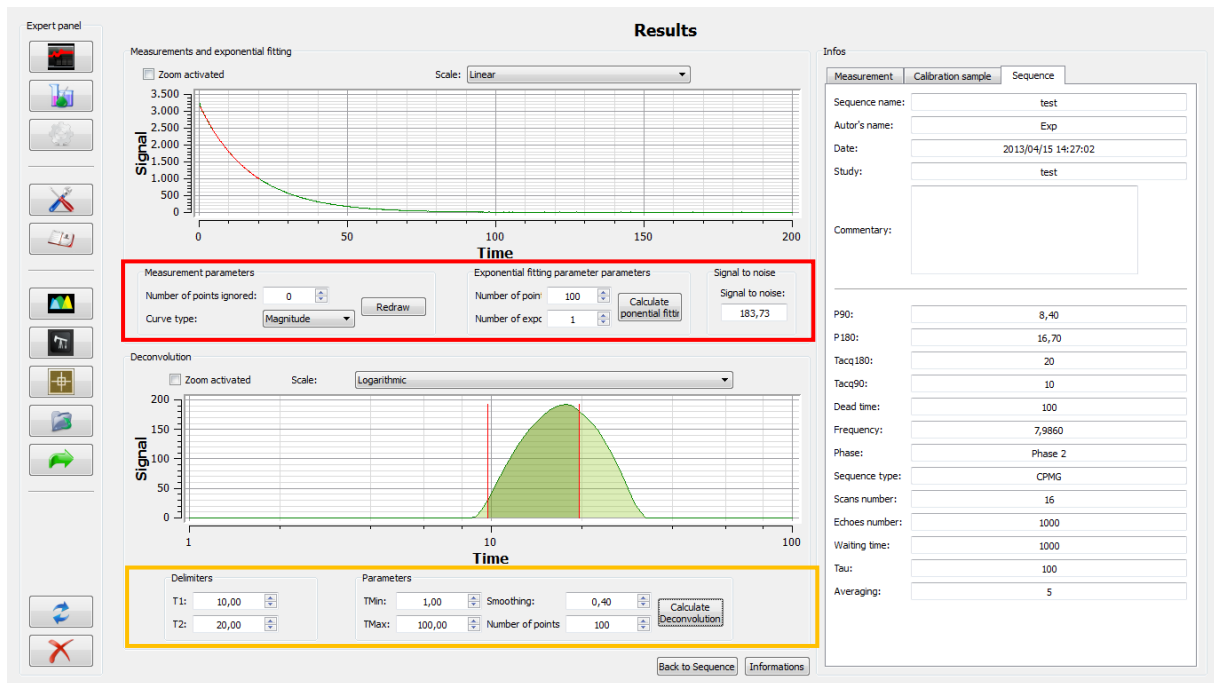 Results
Expert panel
Measurements and exponential fitting
Zoom activated Scale: Linear
3.500
3.000
2.500
2.000
1.500
1.000
500
0
Signal
0 50 100 150 200
Time
Measurement parameters
Number of points ignored: 0
Curve type: Magnitude
Redraw
Exponential fitting parameter parameters
Number of poin 100
Number of expc 1
Calculate
ponential fittir
Signal to noise
Signal to noise:
183,73
Deconvolution
Zoom activated Scale: Logarithmic
200
150
100
50
0
Signal
1 10 100
Time
Delimiters
T1: 10,00
T2: 20,00
Parameters
TMin: 1,00 Smoothing: 0,40
TMax: 100,00 Number of points 100
Calculate
Deconvolution
Back to Sequence Informations
Infos
Measurement Calibration sample Sequence
Sequence name: test
Autor's name: Exp
Date: 2013/04/15 14:27:02
Study: test
Commentary:
P90: 8,40
P180: 16,70
Tacq180: 20
Tacq90: 10
Dead time: 100
Frequency: 7,9860
Phase: Phase 2
Sequence type: CPMG
Scans number: 16
Echoes number: 1000
Waiting time: 1000
Tau: 100
Averaging: 5